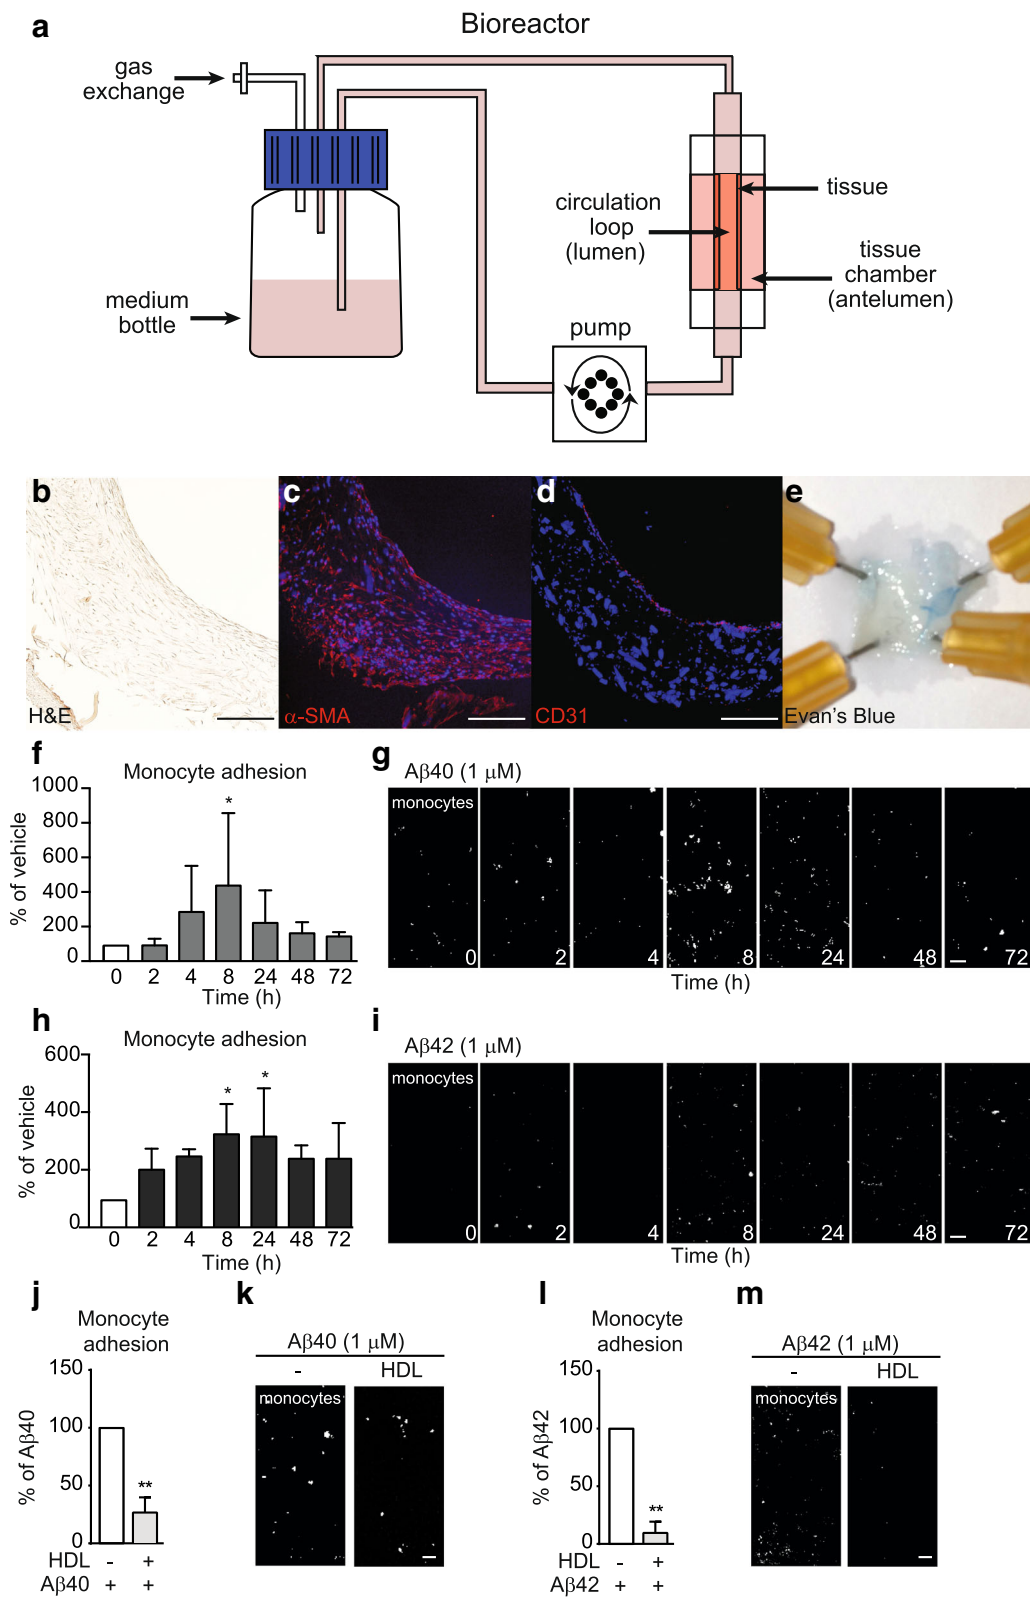 a
Bioreactor
gas
exchange
tissue
circulation
loop
(lumen)
tissue
chamber
(antelumen)
medium
bottle
pump
b
c
d
e
H&E
α-SMA
CD31
Evan's Blue
f
Monocyte adhesion
% of vehicle
1000
800
600
400
200
0
0 2 4 8 24 48 72
Time (h)
g
Aβ40 (1 μM)
monocytes
0 2 4 8 24 48 72
Time (h)
h
Monocyte adhesion
% of vehicle
600
400
200
0
0 2 4 8 24 48 72
Time (h)
* 
* *
i
Aβ42 (1 μM)
monocytes
0 2 4 8 24 48 72
Time (h)
j
Monocyte
adhesion
% of Aβ40
150
100
50
0
**
HDL - +
Aβ40 + +
k
Aβ40 (1 μM)
- HDL
monocytes
l
Monocyte
adhesion
% of Aβ42
150
100
50
0
**
HDL - +
Aβ42 + +
m
Aβ42 (1 μM)
- HDL
monocytes